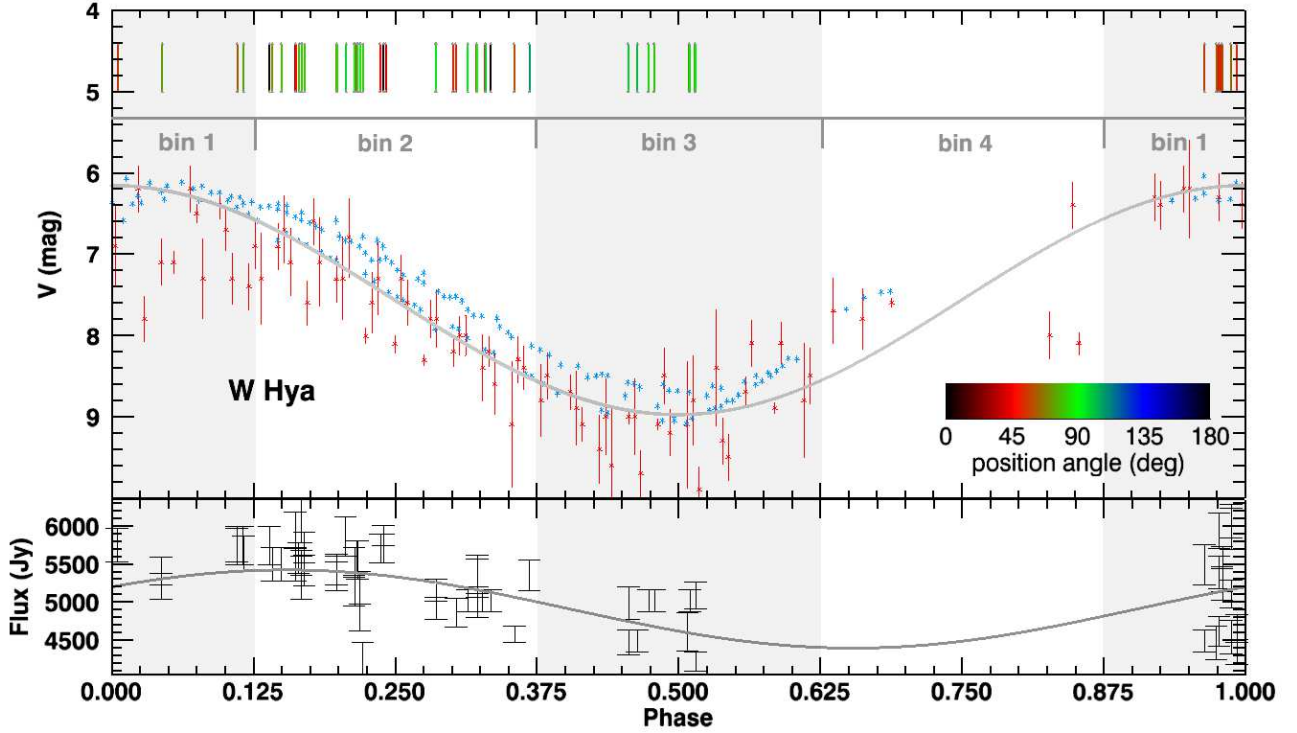 4
5
bin 1 bin 2 bin 3 bin 4 bin 1
6
7
8
9
V (mag)
W Hya
0 45 90 135 180
position angle (deg)
6000
5500
5000
4500
Flux (Jy)
0.000 0.125 0.250 0.375 0.500 0.625 0.750 0.875 1.000
Phase